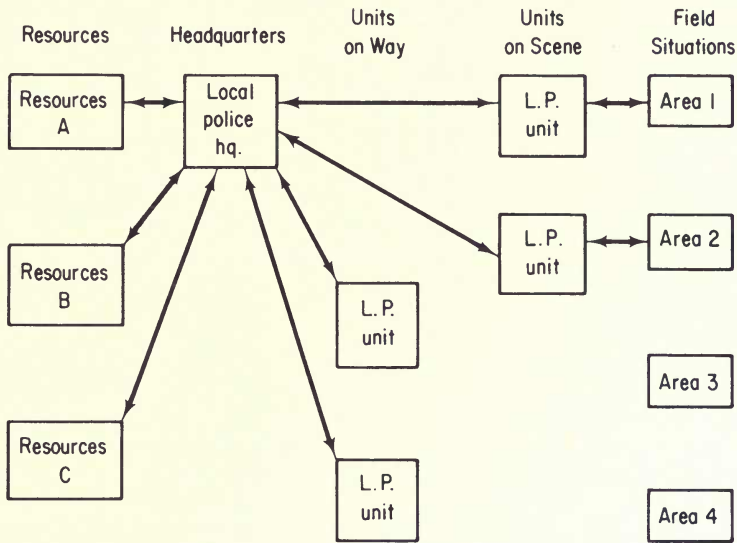 Resources
Headquarters
Units
on Way
Units
on Scene
Field
Situations
Resources
A
Local
police
hq.
L.P.
unit
Area 1
Resources
B
L.P.
unit
L.P.
unit
Area 2
Area 3
Resources
C
L.P.
unit
Area 4